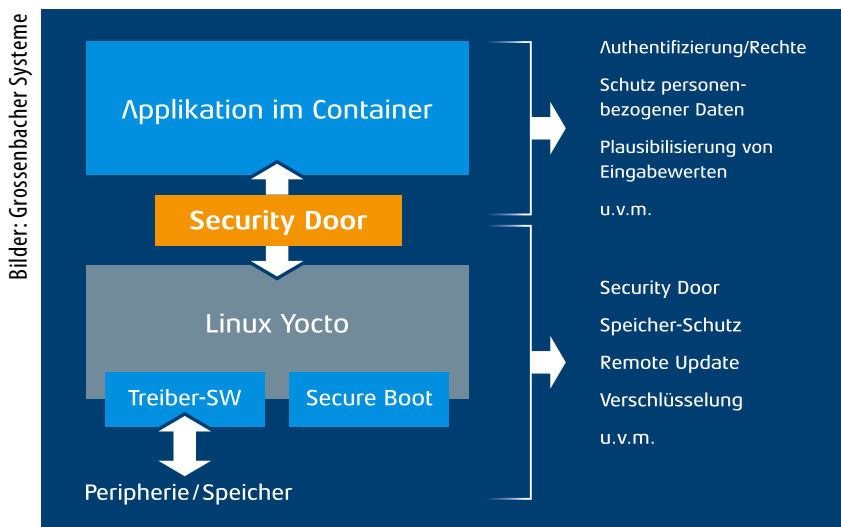 Bilder: Grossenbacher Systeme
Applikation im Container
Security Door
Linux Yocto
Treiber-SW
Secure Boot
Peripherie/Speicher
Authentifizierung/Rechte
Schutz personen-
bezogener Daten
Plausibilisierung von
Eingabewerten
u.v.m.
Security Door
Speicher-Schutz
Remote Update
Verschlüsselung
u.v.m.